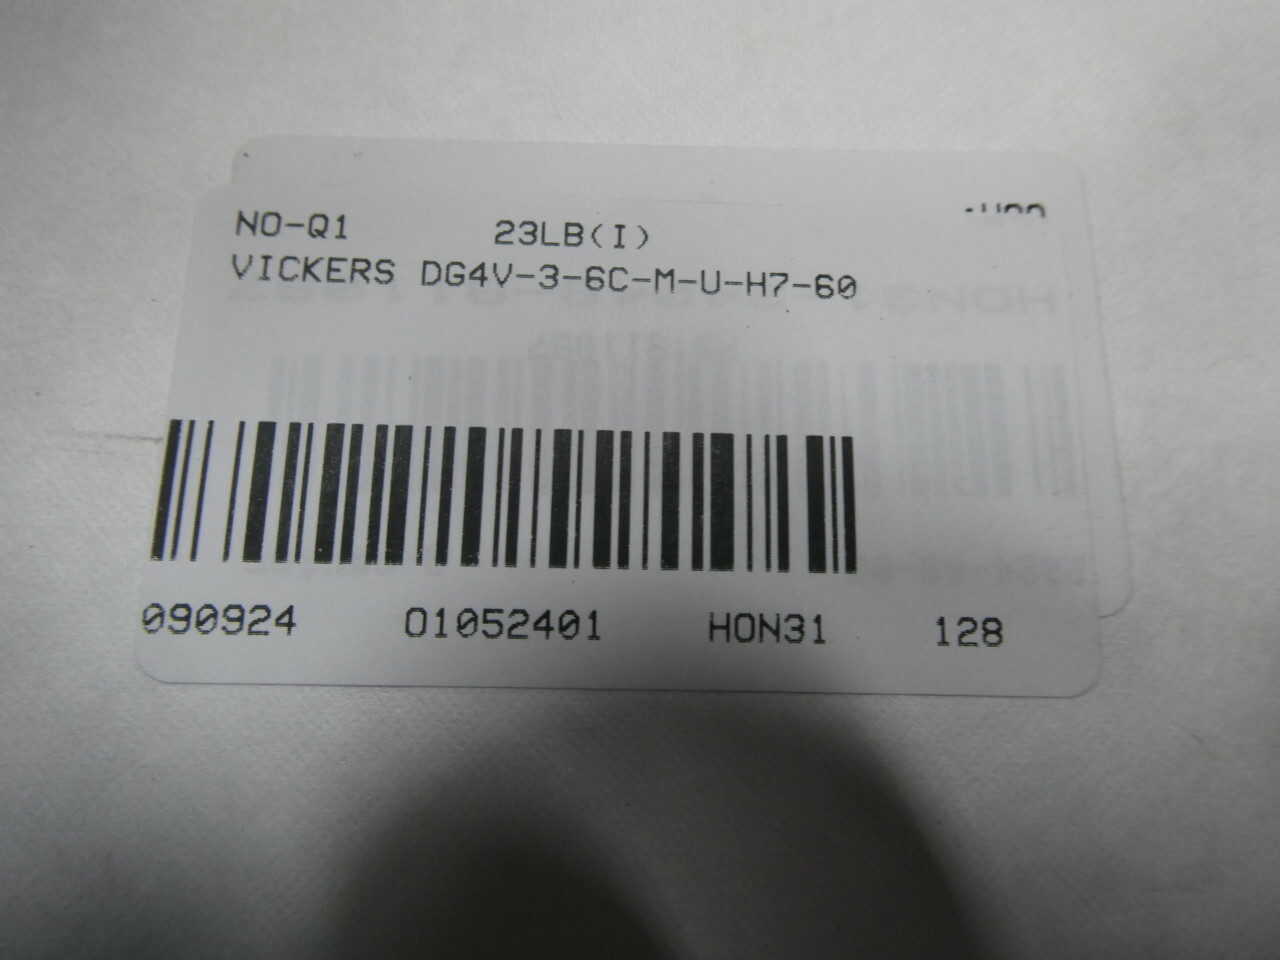 NO-Q1 23LB(I)
VICKERS DG4V-3-6C-M-U-H7-60
090924 01052401 HON31 128